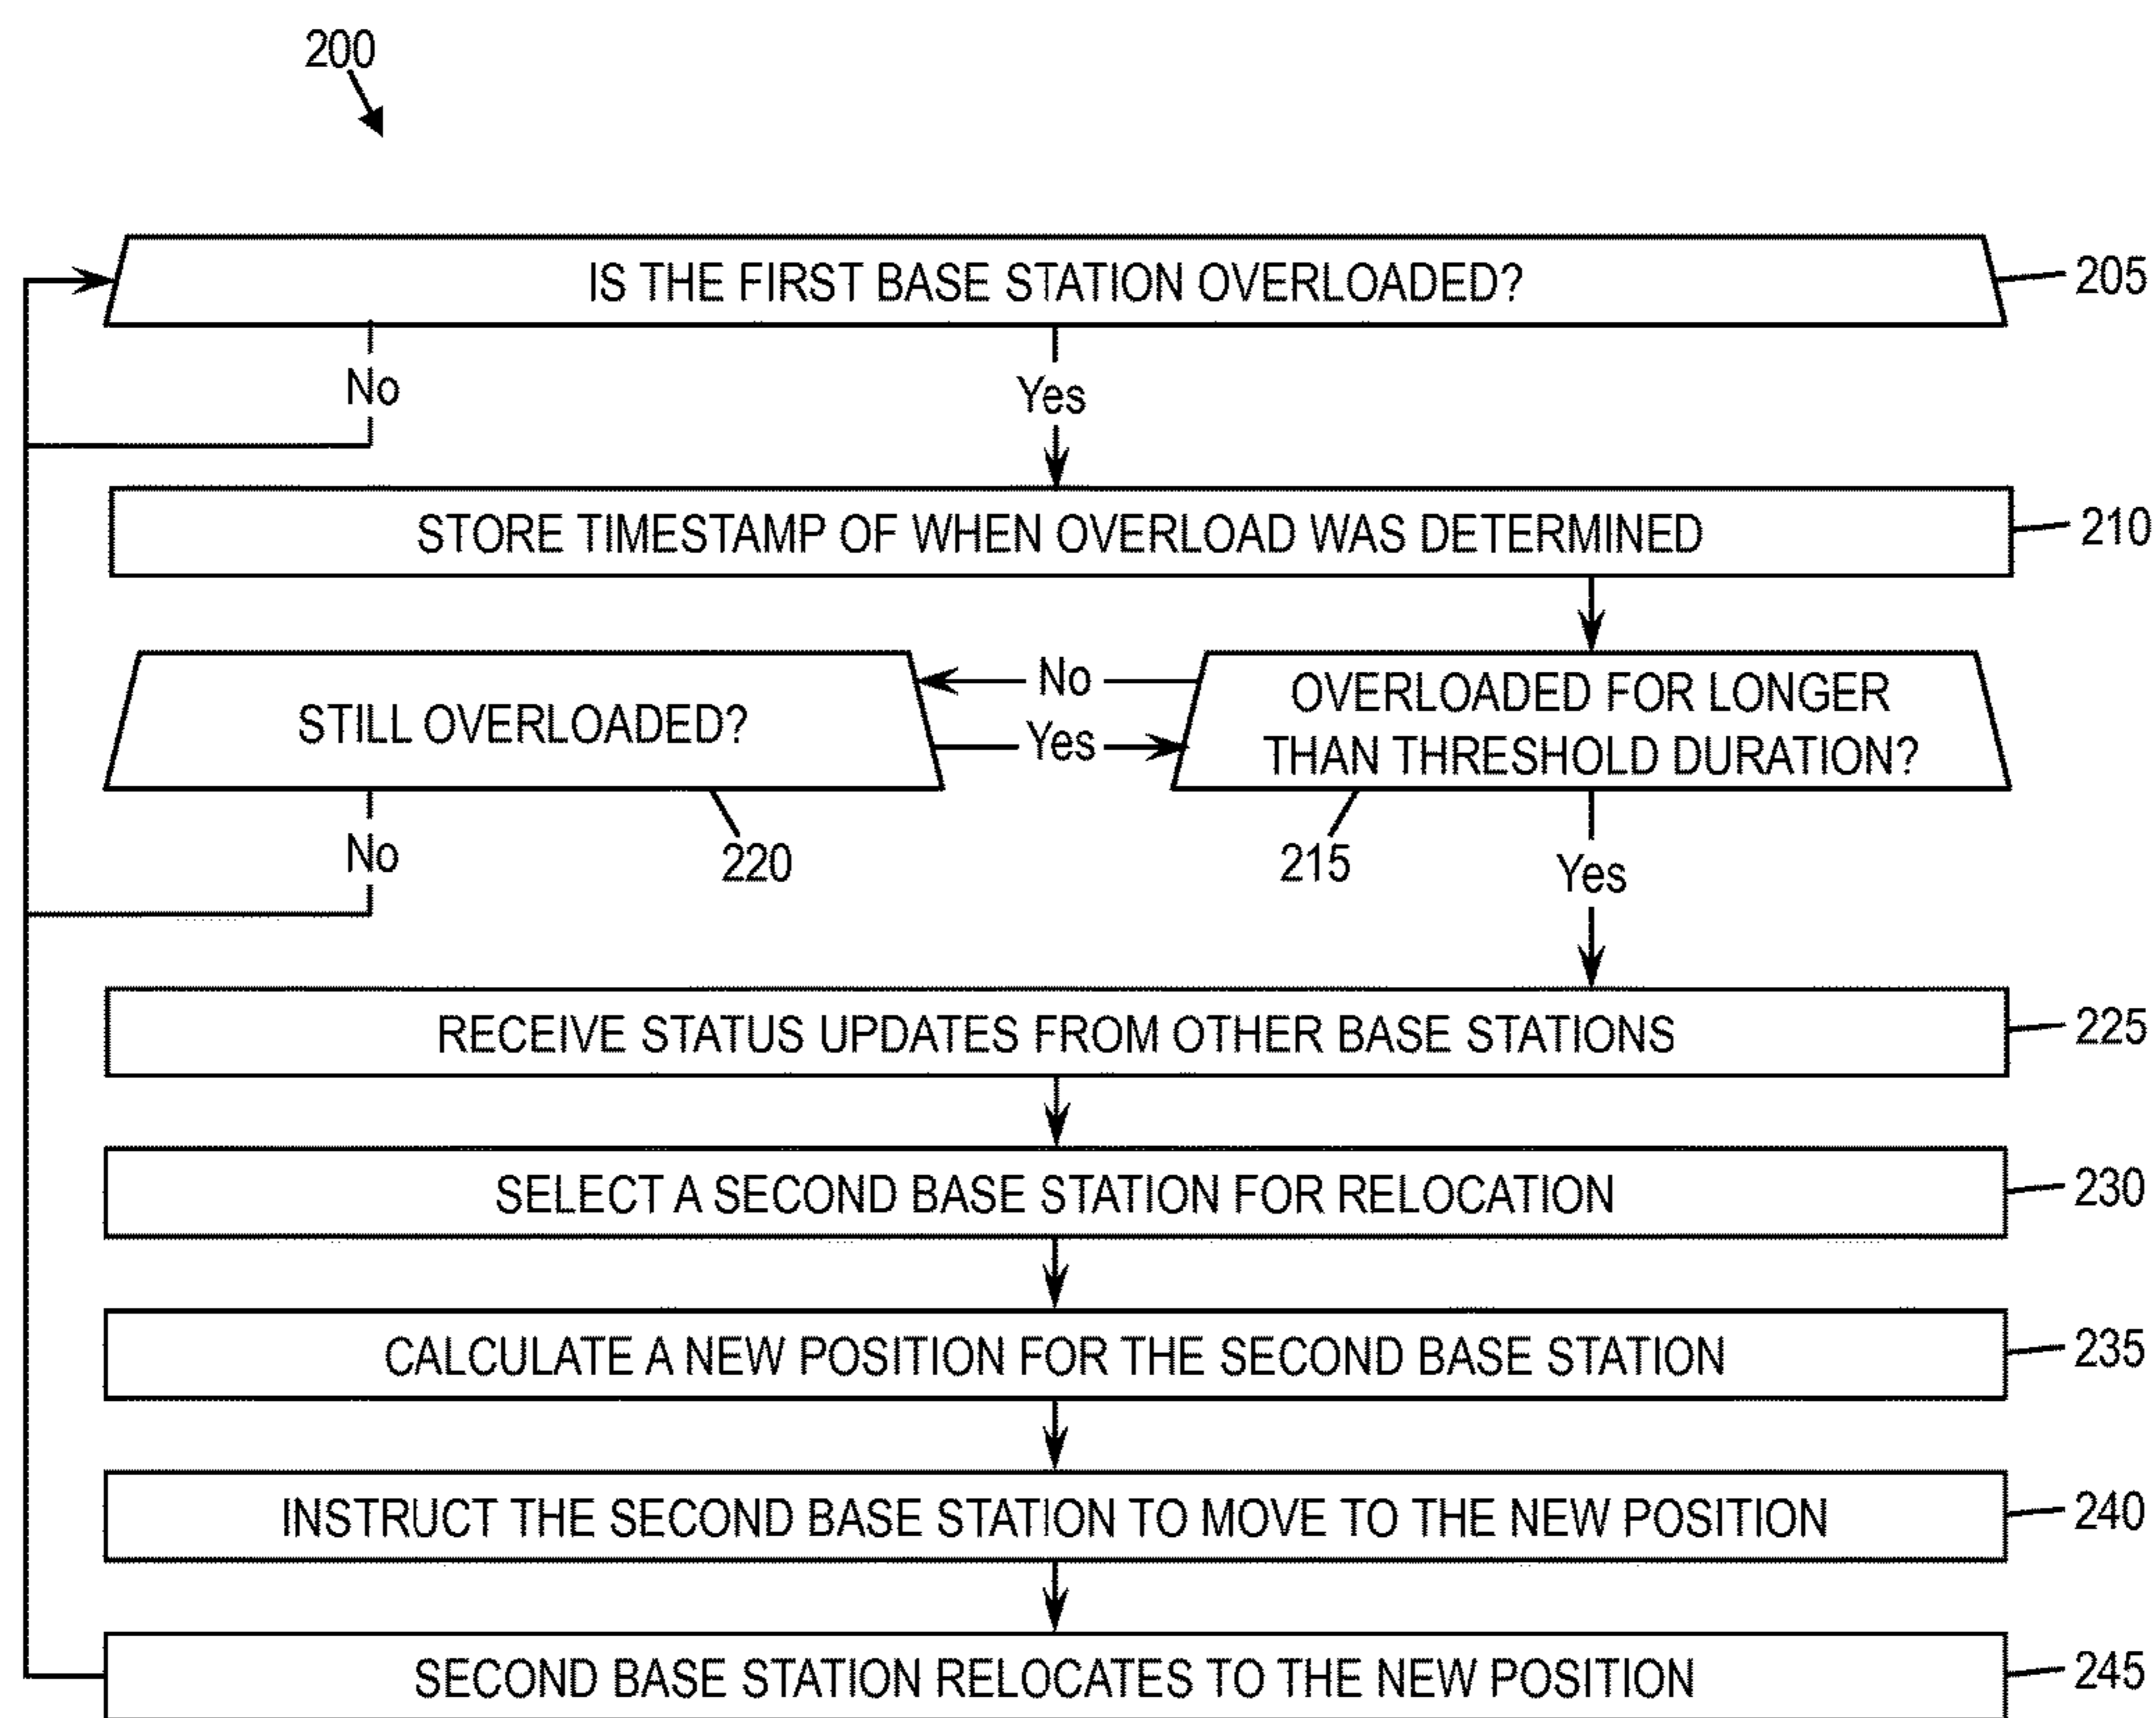 200
IS THE FIRST BASE STATION OVERLOADED?
205
No
Yes
STORE TIMESTAMP OF WHEN OVERLOAD WAS DETERMINED
210
STILL OVERLOADED?
No
Yes
OVERLOADED FOR LONGER
THAN THRESHOLD DURATION?
No
220
215
Yes
RECEIVE STATUS UPDATES FROM OTHER BASE STATIONS
225
SELECT A SECOND BASE STATION FOR RELOCATION
230
CALCULATE A NEW POSITION FOR THE SECOND BASE STATION
235
INSTRUCT THE SECOND BASE STATION TO MOVE TO THE NEW POSITION
240
SECOND BASE STATION RELOCATES TO THE NEW POSITION
245